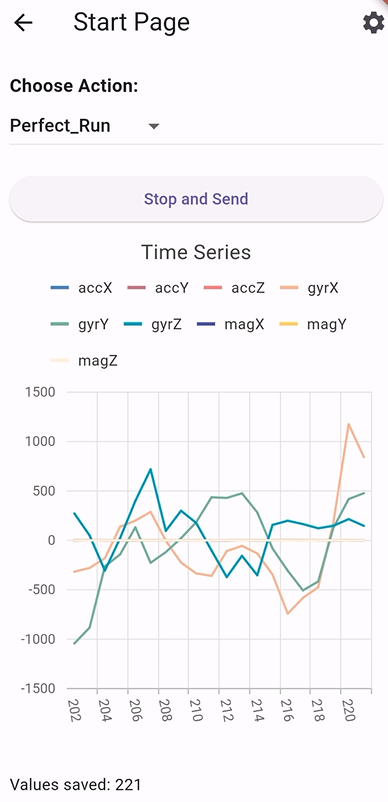 Start Page
Choose Action:
Perfect_Run
Stop and Send
Time Series
accX accY accZ gyrX
gyrY gyrZ magX magY
magZ
1500
1000
500
0
-500
-1000
-1500
202 204 206 208 210 212 214 216 218 220
Values saved: 221